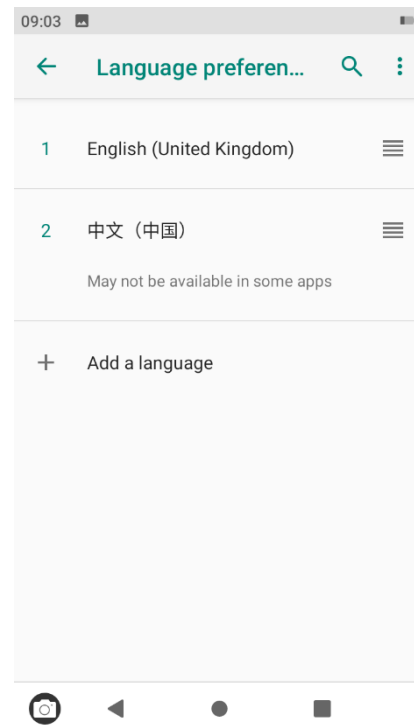 09:03
Language preferen...
1 English (United Kingdom)
2 中文（中国）
May not be available in some apps
Add a language